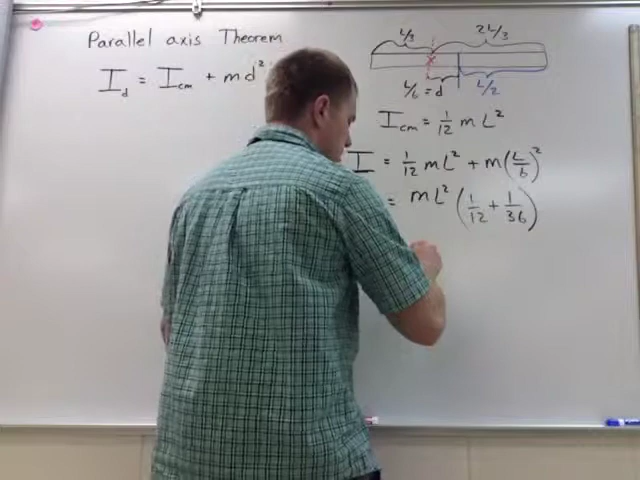 Parallel axis Theorem
I_d = I_cm + md²
L/3 2L/3
L/6 = d L/2
I_cm = 1/12 m L²
I = 1/12 mL² + m(L/6)²
= mL² (1/12 + 1/36)